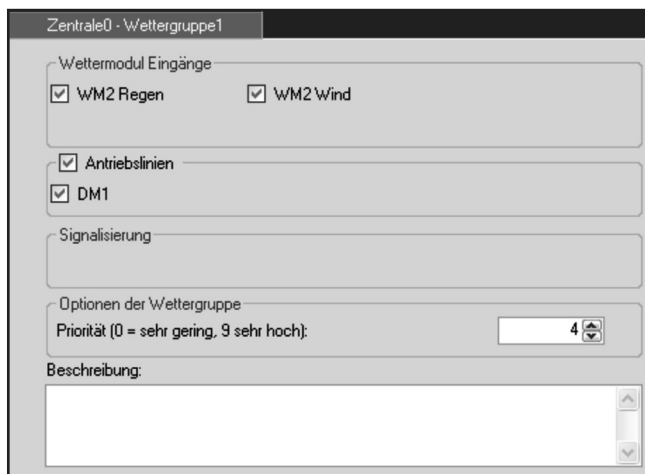 Zentrale0 - Wettergruppe1
Wettermodul Eingänge
WM2 Regen WM2 Wind
Antriebslinien
DM1
Signalisierung
Optionen der Wettergruppe
Priorität (0 = sehr gering, 9 sehr hoch): 4
Beschreibung: